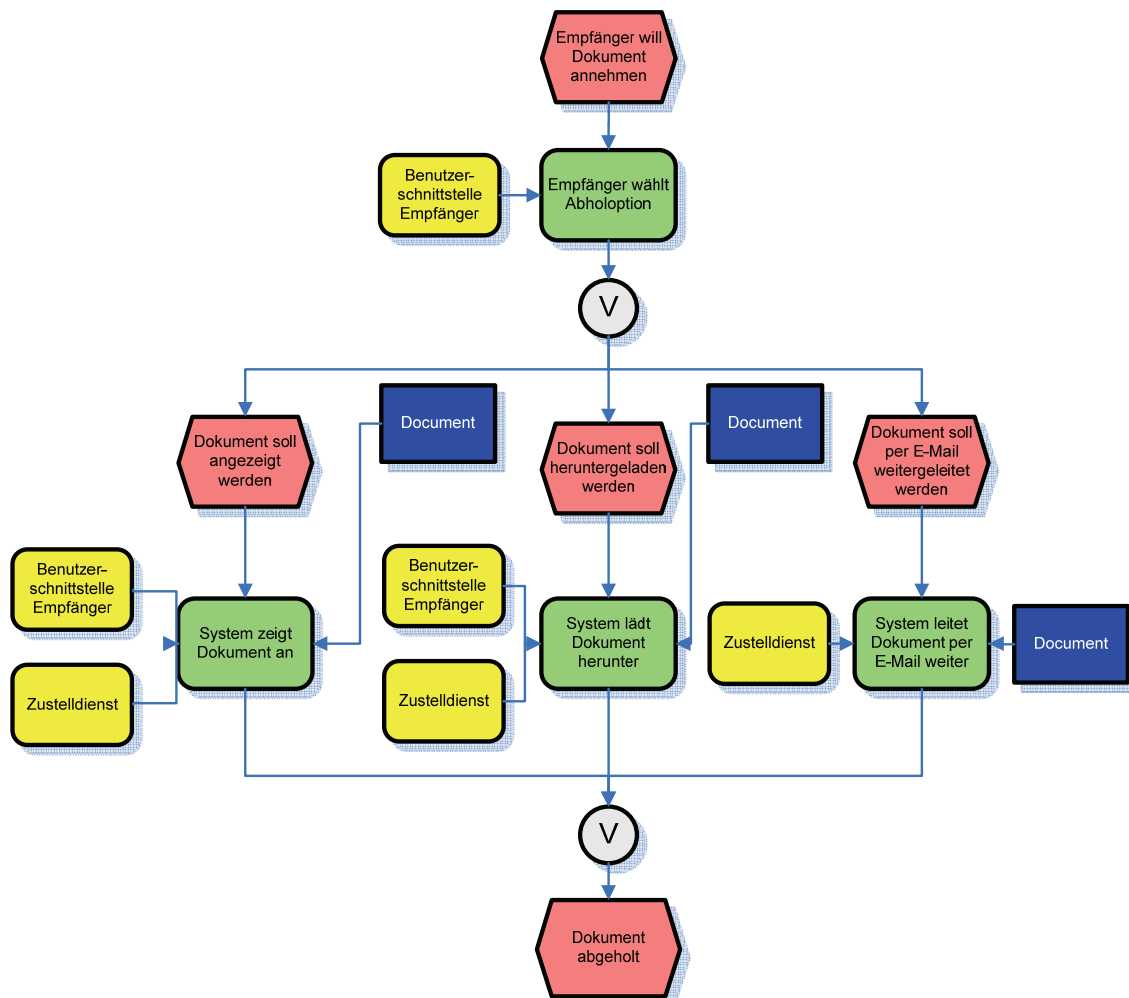 Empfänger will
Dokument
annehmen
Benutzer-
schnittstelle
Empfänger
Empfänger wählt
Abholoption
V
Document
Document
Dokument soll
angezeigt
werden
Dokument soll
heruntergeladen
werden
Dokument soll
per E-Mail
weitergeleitet
werden
Benutzer-
schnittstelle
Empfänger
Zustelldienst
System zeigt
Dokument an
Benutzer-
schnittstelle
Empfänger
Zustelldienst
System lädt
Dokument
herunter
Zustelldienst
System leitet
Dokument per
E-Mail weiter
Document
V
Dokument
abgeholt